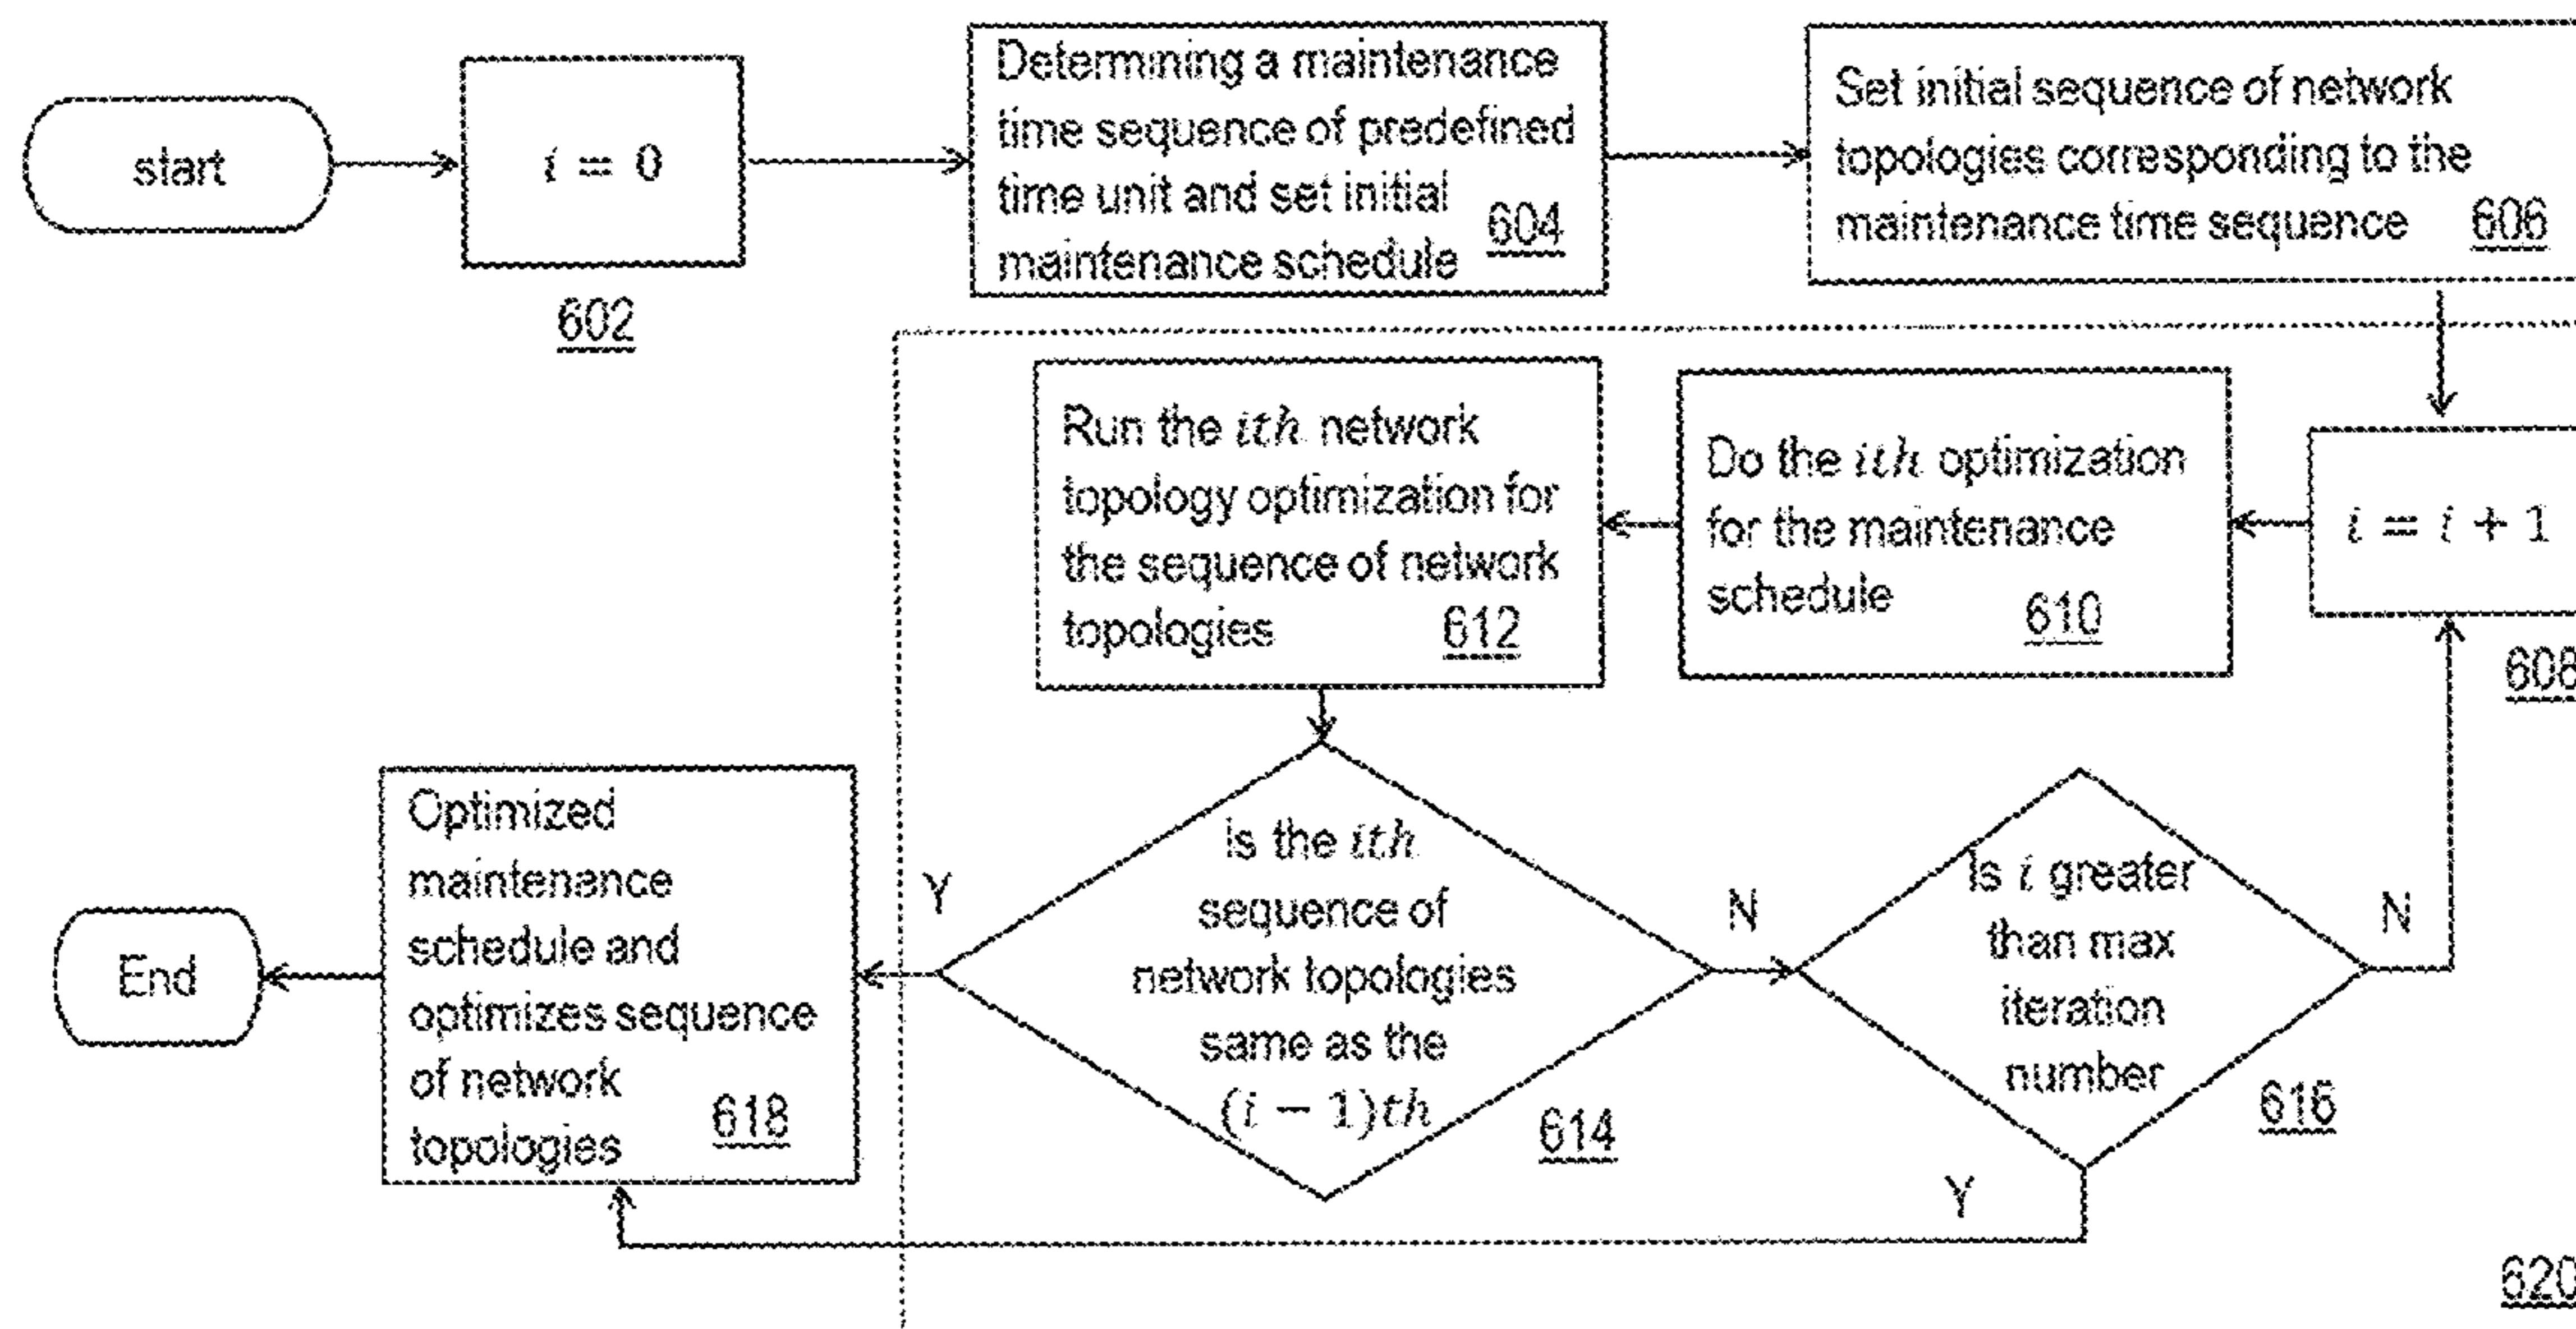 start
i = 0
602
Determining a maintenance
time sequence of predefined
time unit and set initial
maintenance schedule
604
Set initial sequence of network
topologies corresponding to the
maintenance time sequence
606
i = i + 1
608
Do the ith optimization
for the maintenance
schedule
610
Run the ith network
topology optimization for
the sequence of network
topologies
612
is the ith
sequence of
network topologies
same as the
(i − 1)th
614
Y
N
Is i greater
than max
iteration
number
616
N
Y
Optimized
maintenance
schedule and
optimizes sequence
of network
topologies
618
End
620